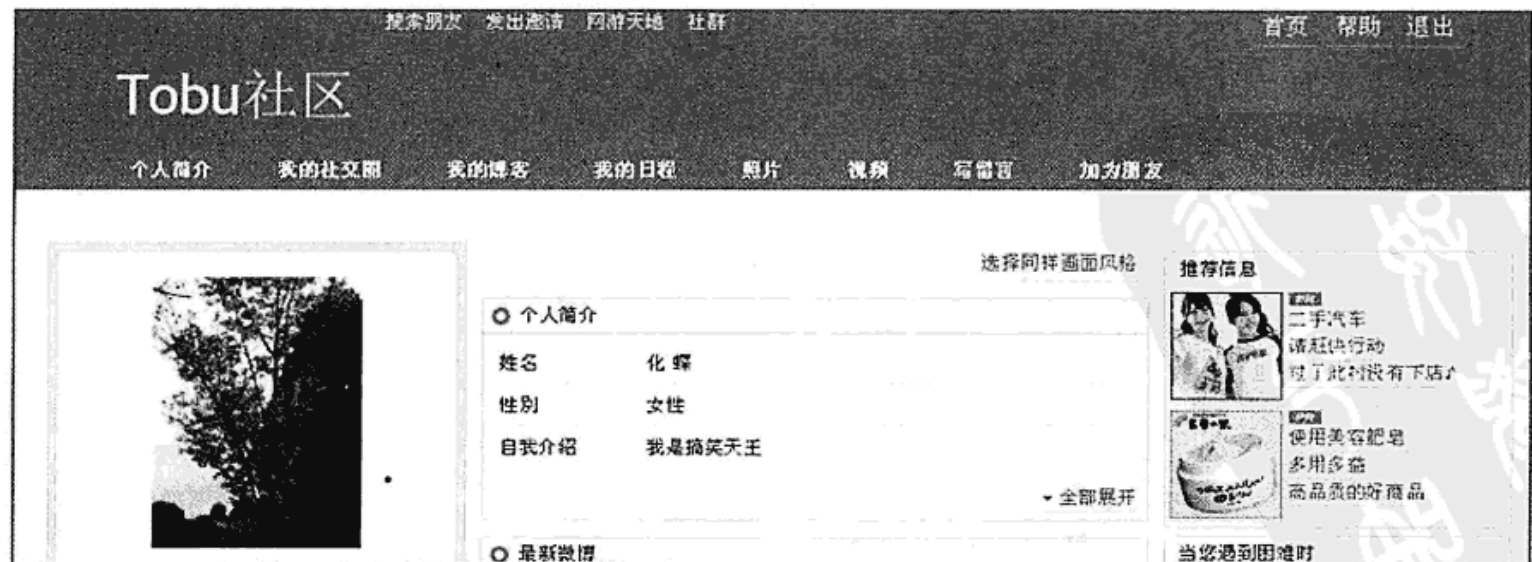 搜索朋友 发出邀请 网游天地 社群
首页 帮助 退出
Tobu社区
个人简介 我的社交圈 我的博客 我的日程 照片 视频 写留言 加为朋友
选择同样画面风格
个人简介
姓名 化 蝶
性别 女性
自我介绍 我是搞笑天王
全部展开
最新微博
推荐信息
二手汽车
请赶快行动
过了此村没有下店♪
使用美容肥皂
多用多益
高品质的好商品
当您遇到困难时